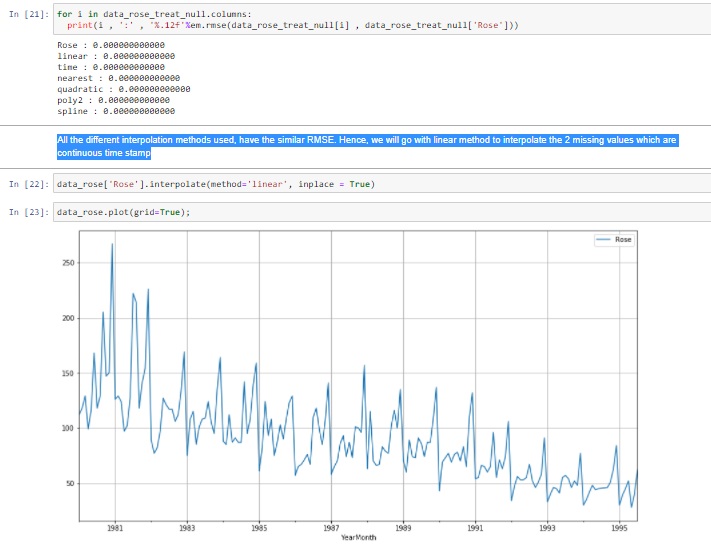 In [21]: for i in data_rose_treat_null.columns:
print(i , ':' , '%.12f'%em.rmse(data_rose_treat_null[i] , data_rose_treat_null['Rose']))
Rose : 0.000000000000
linear : 0.000000000000
time : 0.000000000000
nearest : 0.000000000000
quadratic : 0.000000000000
poly2 : 0.000000000000
spline : 0.000000000000
All the different interpolation methods used, have the similar RMSE. Hence, we will go with linear method to interpolate the 2 missing values which are
continuous time stamp
In [22]: data_rose['Rose'].interpolate(method='linear', inplace = True)
In [23]: data_rose.plot(grid=True);
Rose
250
200
150
100
50
1981 1983 1985 1987 1989 1991 1993 1995
YearMonth